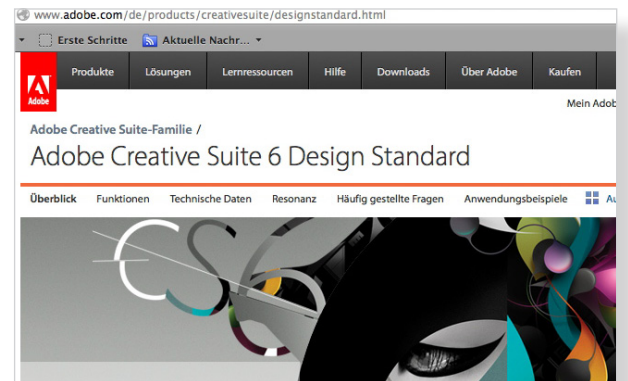 www.adobe.com/de/products/creativesuite/designstandard.html
Erste Schritte Aktuelle Nachr...
Produkte Lösungen Lernressourcen Hilfe Downloads Über Adobe Kaufen
Adobe
Mein Adob
Adobe Creative Suite-Familie /
Adobe Creative Suite 6 Design Standard
Überblick Funktionen Technische Daten Resonanz Häufig gestellte Fragen Anwendungsbeispiele Au
CS6